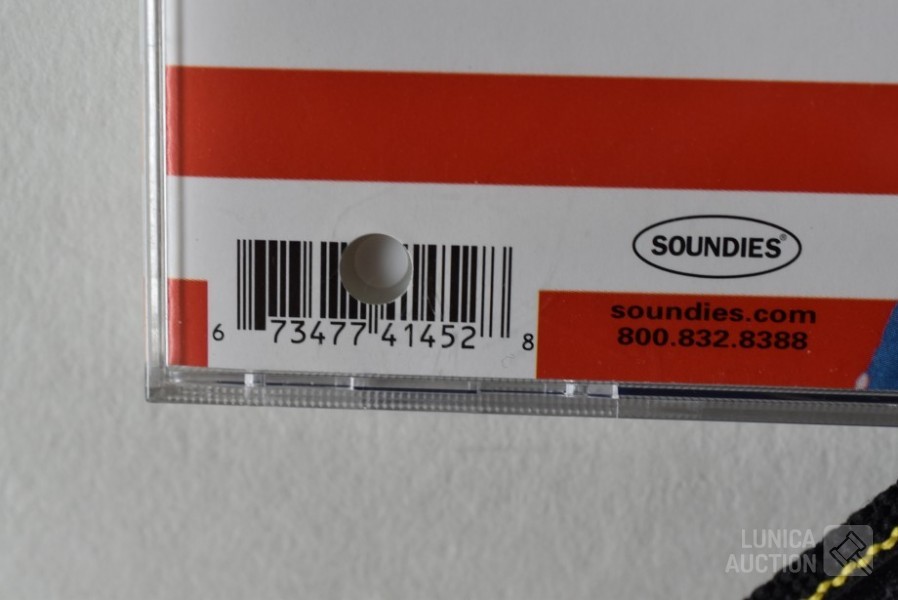 SOUNDIES®
soundies.com
800.832.8388
6 73477 41452 8
LUNICA
AUCTION